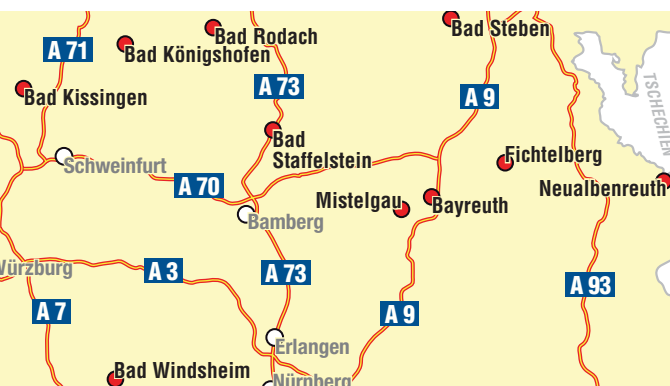 Bad Steben
Bad Rodach
A 71
Bad Königshofen
A 73
Bad Kissingen
A 9
TSCHECHIEN
Bad
Staffelstein
Schweinfurt
Fichtelberg
A 70
Neualbenreuth
Mistelgau
Bayreuth
Bamberg
Würzburg
A 3
A 73
A 93
A 7
A 9
Erlangen
Bad Windsheim
Nürnberg